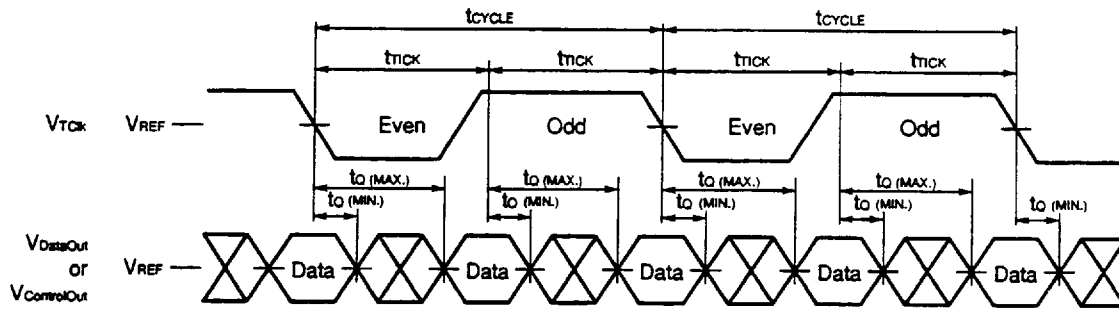 tCYCLE tCYCLE
tTICK tTICK tTICK tTICK
VTClk VREF Even Odd Even Odd
tQ (MAX.) tQ (MAX.) tQ (MAX.) tQ (MAX.)
tQ (MIN.) tQ (MIN.) tQ (MIN.) tQ (MIN.) tQ (MIN.)
VDataOut
or VREF Data Data Data Data Data
VControlOut